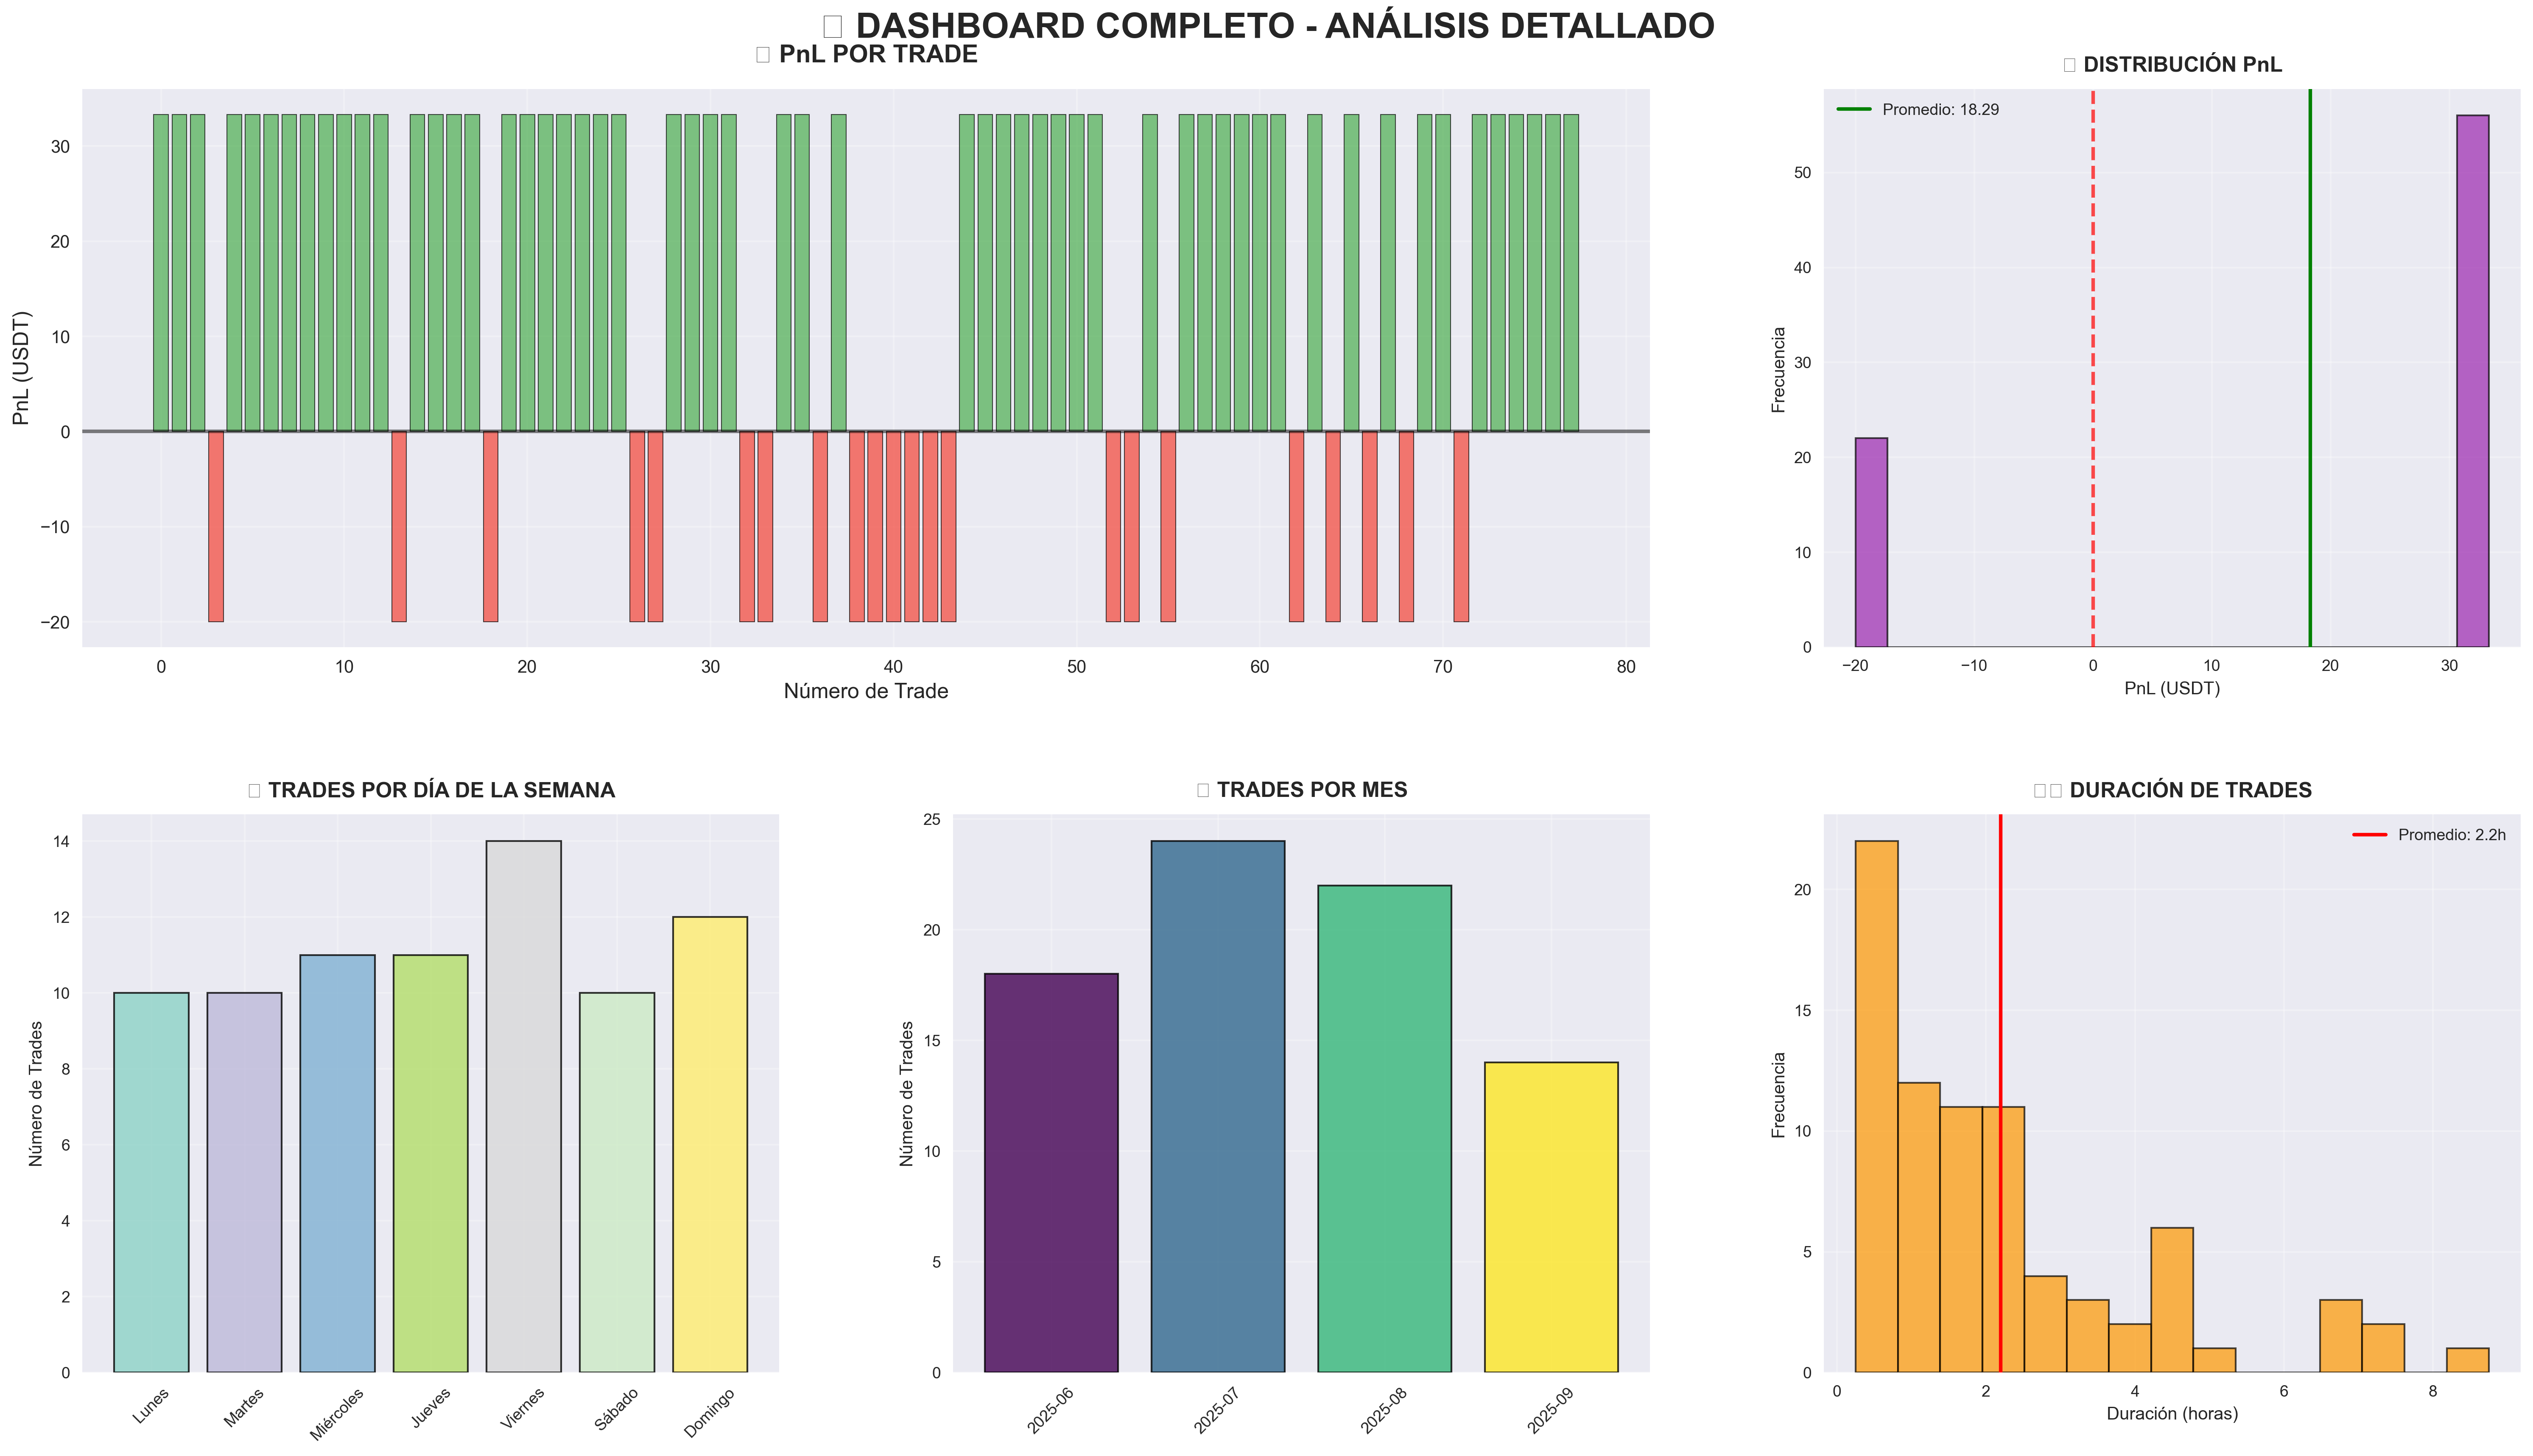 DASHBOARD COMPLETO - ANÁLISIS DETALLADO
PnL POR TRADE
PnL (USDT)
30
20
10
0
−10
−20
0 10 20 30 40 50 60 70 80
Número de Trade
DISTRIBUCIÓN PnL
Promedio: 18.29
Frecuencia
50
40
30
20
10
0
−20 −10 0 10 20 30
PnL (USDT)
TRADES POR DÍA DE LA SEMANA
Número de Trades
14
12
10
8
6
4
2
0
Lunes Martes Miércoles Jueves Viernes Sábado Domingo
TRADES POR MES
Número de Trades
25
20
15
10
5
0
2025-06 2025-07 2025-08 2025-09
DURACIÓN DE TRADES
Promedio: 2.2h
Frecuencia
20
15
10
5
0
0 2 4 6 8
Duración (horas)